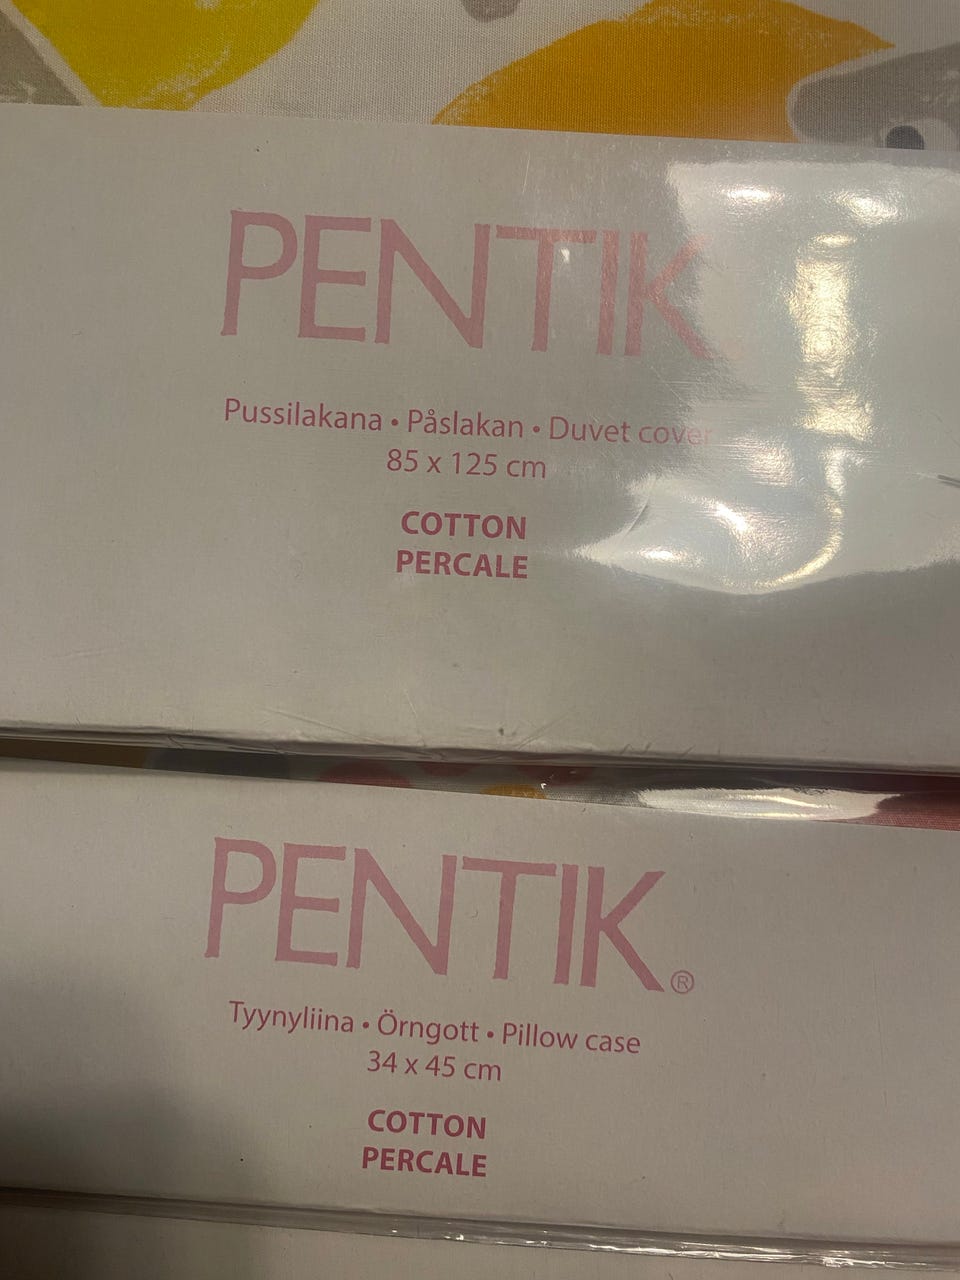 PENTIK
Pussilakana • Påslakan • Duvet cover
85 x 125 cm
COTTON
PERCALE
PENTIK®
Tyynyliina • Örngott • Pillow case
34 x 45 cm
COTTON
PERCALE